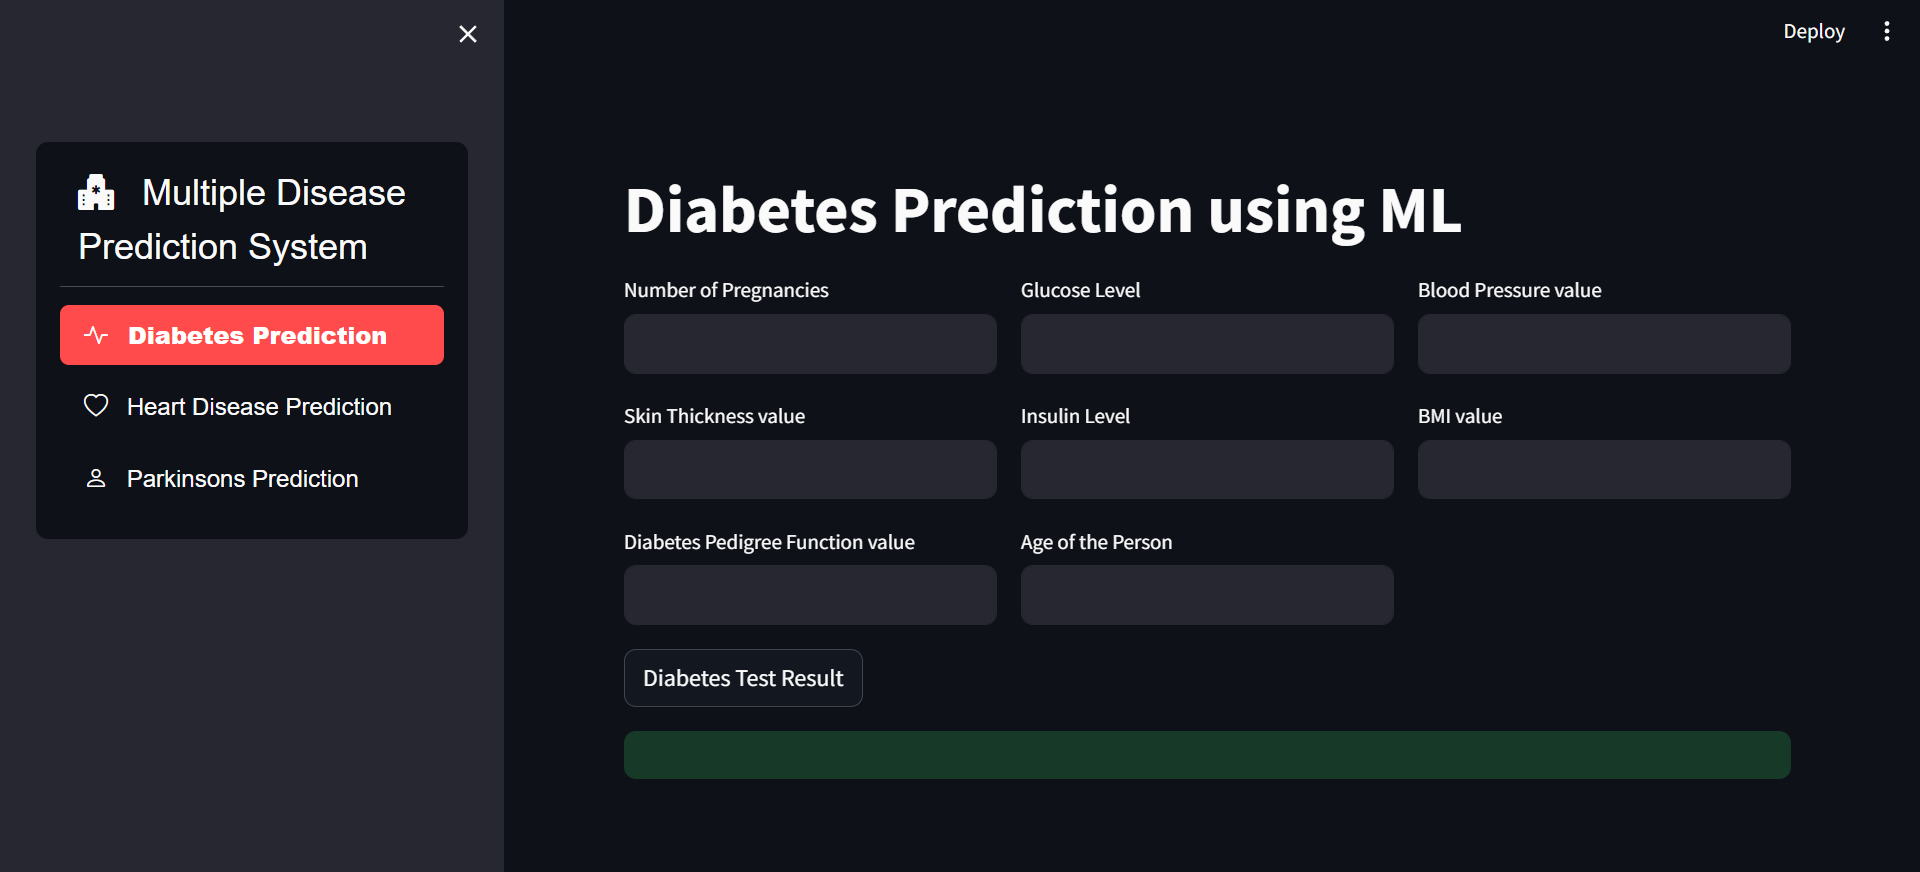 Multiple Disease
Prediction System
Diabetes Prediction
Heart Disease Prediction
Parkinsons Prediction
Deploy
Diabetes Prediction using ML
Number of Pregnancies
Glucose Level
Blood Pressure value
Skin Thickness value
Insulin Level
BMI value
Diabetes Pedigree Function value
Age of the Person
Diabetes Test Result